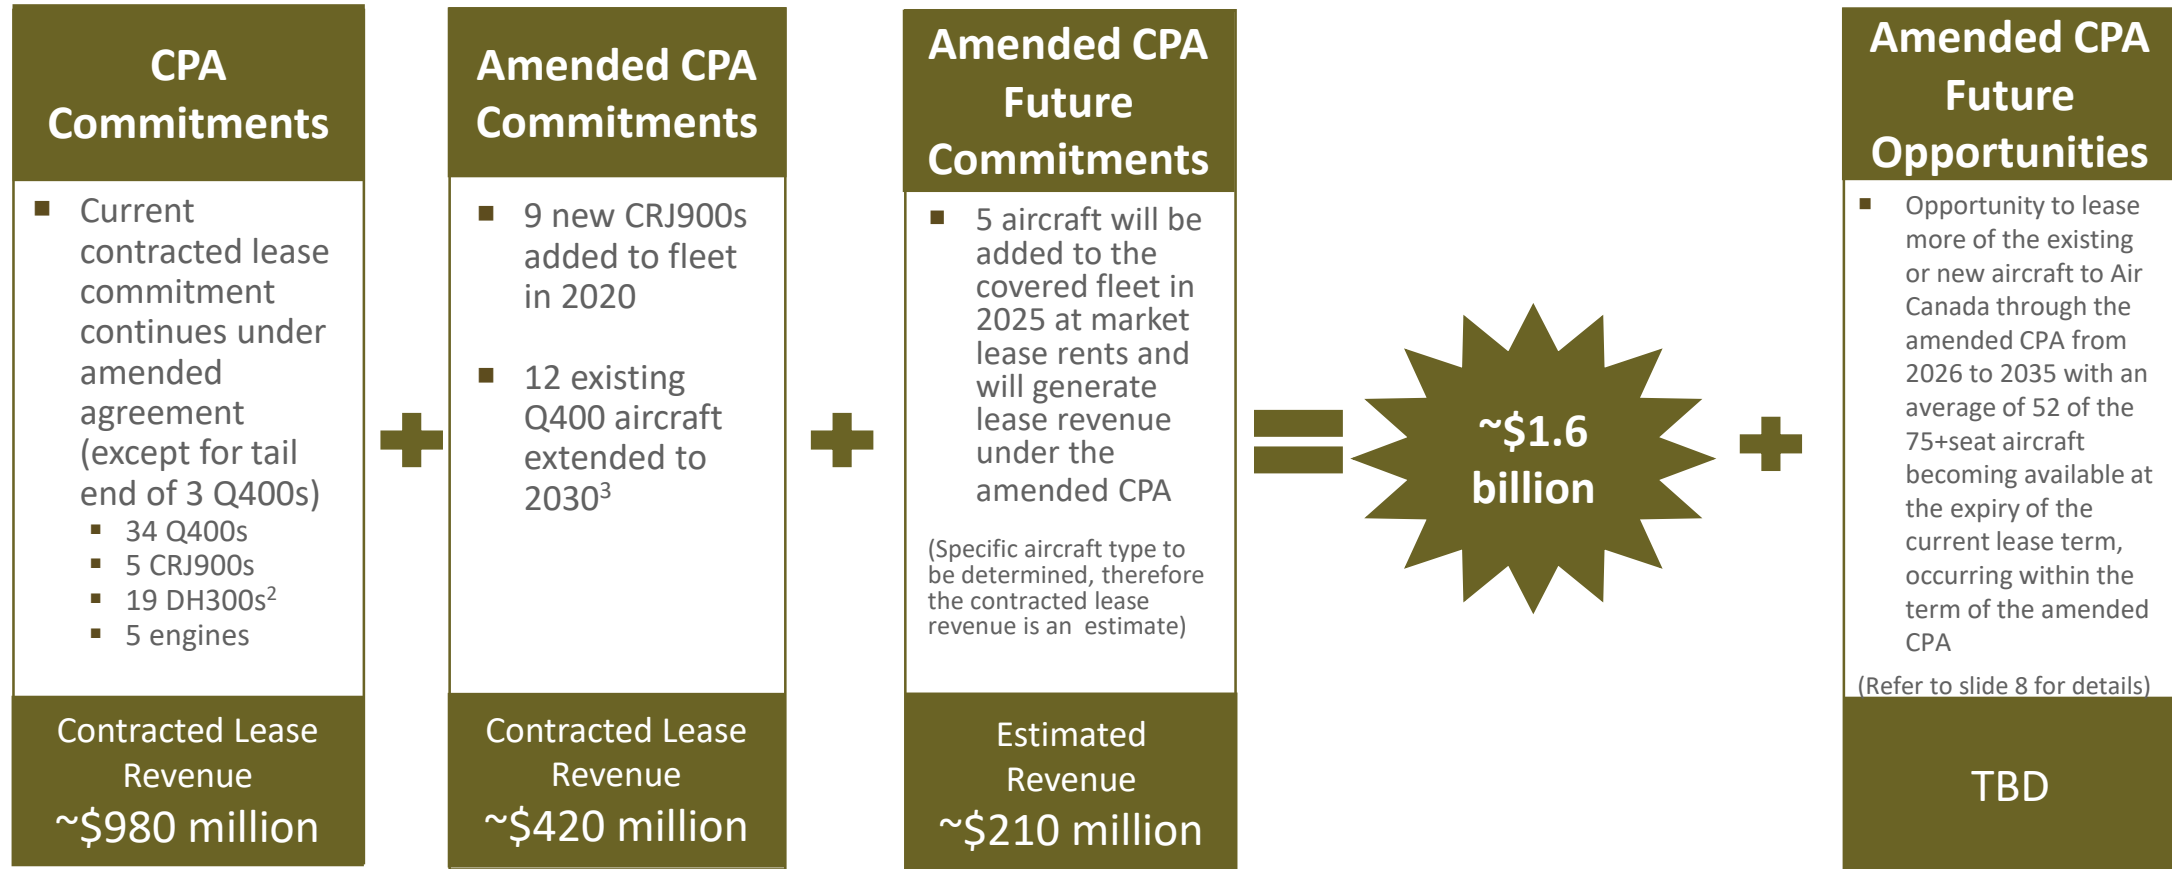 CPA
Commitments
■ Current
contracted lease
commitment
continues under
amended
agreement
(except for tail
end of 3 Q400s)
■ 34 Q400s
■ 5 CRJ900s
■ 19 DH300s²
■ 5 engines
Contracted Lease
Revenue
~$980 million
Amended CPA
Commitments
■ 9 new CRJ900s
added to fleet
in 2020
■ 12 existing
Q400 aircraft
extended to
2030³
Contracted Lease
Revenue
~$420 million
Amended CPA
Future
Commitments
■ 5 aircraft will be
added to the
covered fleet in
2025 at market
lease rents and
will generate
lease revenue
under the
amended CPA
(Specific aircraft type to
be determined, therefore
the contracted lease
revenue is an estimate)
Estimated
Revenue
~$210 million
~$1.6
billion
Amended CPA
Future
Opportunities
■ Opportunity to lease
more of the existing
or new aircraft to Air
Canada through the
amended CPA from
2026 to 2035 with an
average of 52 of the
75+seat aircraft
becoming available at
the expiry of the
current lease term,
occurring within the
term of the amended
CPA
(Refer to slide 8 for details)
TBD